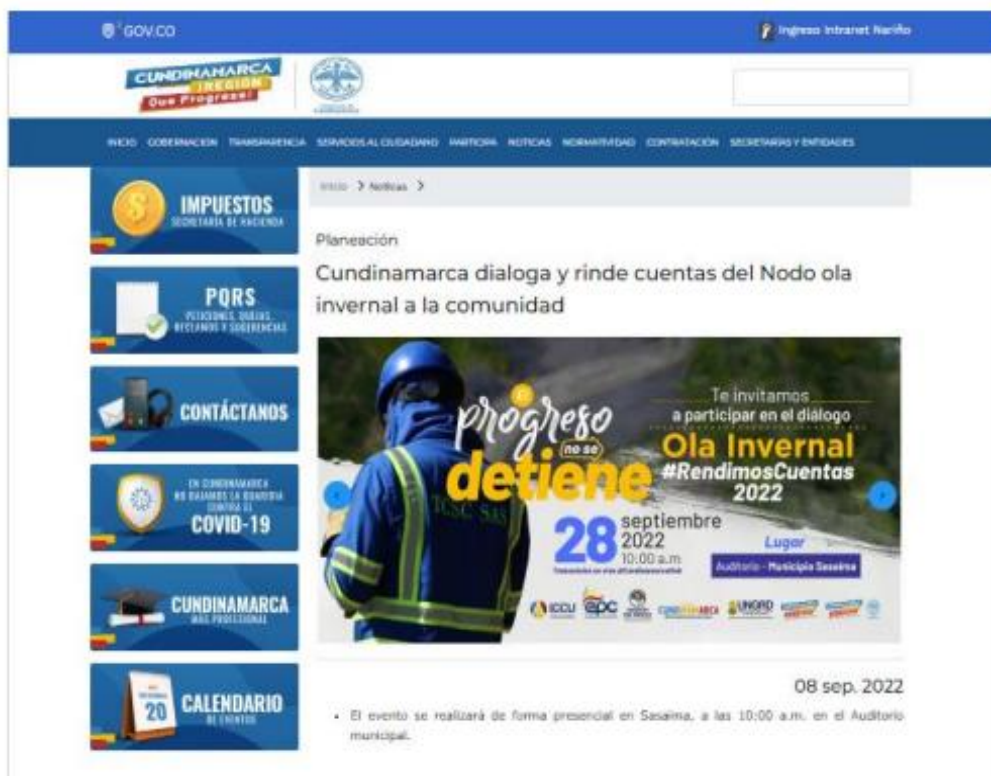 GOV.CO
Ingreso Intranet Nariño
CUNDINAMARCA
¡REGIÓN
Que Progresa!
INICIO GOBERNACIÓN TRANSPARENCIA SERVICIOS AL CIUDADANO PARTICIPA NOTICIAS NORMATIVIDAD CONTRATACIÓN SECRETARÍAS Y ENTIDADES
Inicio > Noticias >
IMPUESTOS
SECRETARÍA DE HACIENDA
PQRS
PETICIONES, QUEJAS,
RECLAMOS Y SUGERENCIAS
CONTÁCTANOS
EN CUNDINAMARCA
NO BAJAMOS LA GUARDIA
CONTRA EL
COVID-19
CUNDINAMARCA
MÁS PROFESIONAL
20
CALENDARIO
DE EVENTOS
Planeación
Cundinamarca dialoga y rinde cuentas del Nodo ola
invernal a la comunidad
El
progreso
no se
detiene
TCSC SAS
Te invitamos
a participar en el diálogo
Ola Invernal
#RendimosCuentas
2022
28 septiembre
2022
10:00 a.m
Lugar
Auditorio - Municipio Sasaima
ICCU epc CUNDINAMARCA UNGRD
08 sep. 2022
• El evento se realizará de forma presencial en Sasaima, a las 10:00 a.m. en el Auditorio
municipal.